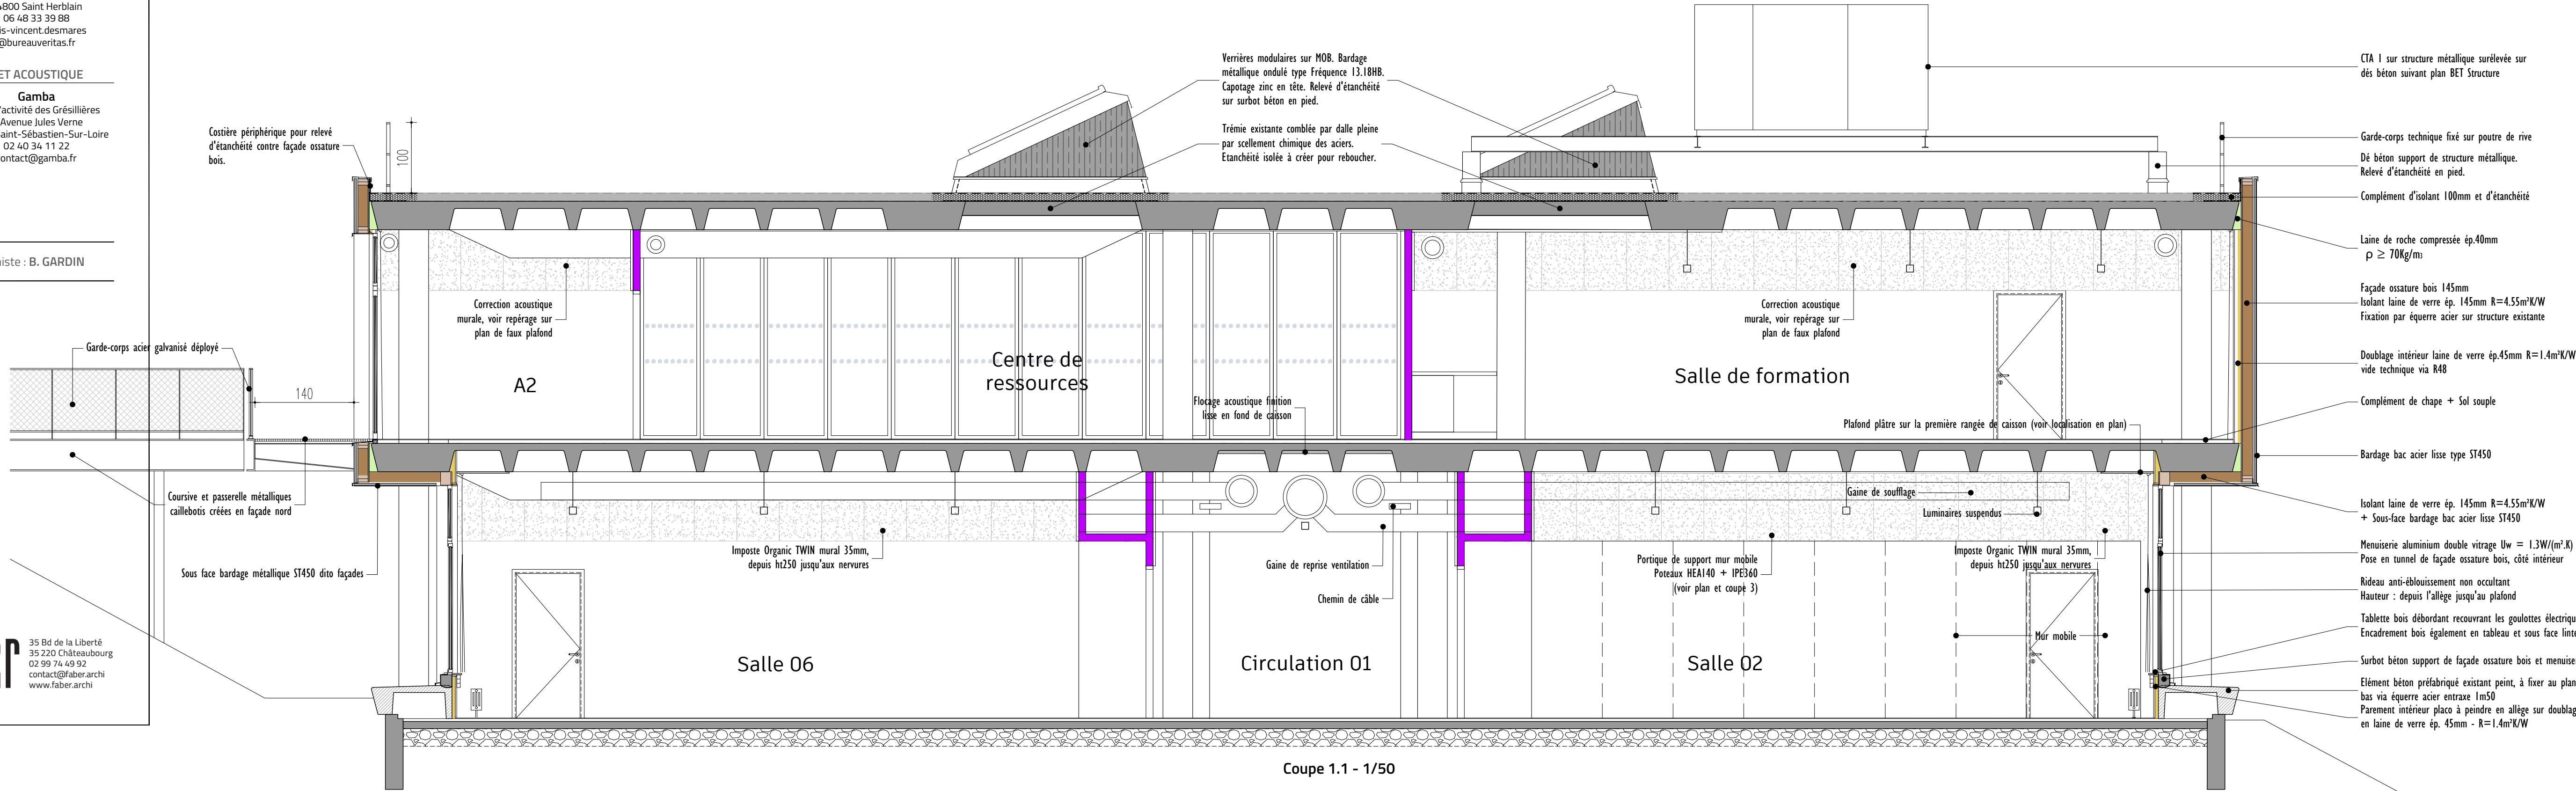 Saint Herblain
06 48 33 39 88
is-vincent.desmares
@bureauveritas.fr
ET ACOUSTIQUE
Gamba
activité des Grésillières
Avenue Jules Verne
aint-Sébastien-Sur-Loire
02 40 34 11 22
ontact@gamba.fr
iste : B. GARDIN
35 Bd de la Liberté
35 220 Châteaubourg
02 99 74 49 92
contact@faber.archi
www.faber.archi
Costière périphérique pour relevé
d'étanchéité contre façade ossature
bois.
100
Verrières modulaires sur MOB. Bardage
métallique ondulé type Fréquence 13.18HB.
Capotage zinc en tête. Relevé d'étanchéité
sur surbot béton en pied.
Trémie existante comblée par dalle pleine
par scellement chimique des aciers.
Etanchéité isolée à créer pour reboucher.
Correction acoustique
murale, voir repérage sur
plan de faux plafond
Correction acoustique
murale, voir repérage sur
plan de faux plafond
Garde-corps acier galvanisé déployé
140
A2
Centre de
ressources
Salle de formation
Flocage acoustique finition
lisse en fond de caisson
Plafond plâtre sur la première rangée de caisson (voir localisation en plan)
Coursive et passerelle métalliques
caillebotis créées en façade nord
Sous face bardage métallique ST450 dito façades
Imposte Organic TWIN mural 35mm,
depuis ht250 jusqu'aux nervures
Gaine de reprise ventilation
Chemin de câble
Gaine de soufflage
Luminaires suspendus
Portique de support mur mobile
Poteaux HEA140 + IPE360
(voir plan et coupe 3)
Imposte Organic TWIN mural 35mm,
depuis ht250 jusqu'aux nervures
Mur mobile
Salle 06
Circulation 01
Salle 02
CTA 1 sur structure métallique surélevée sur
dés béton suivant plan BET Structure
Garde-corps technique fixé sur poutre de rive
Dé béton support de structure métallique.
Relevé d'étanchéité en pied.
Complément d'isolant 100mm et d'étanchéité
Laine de roche compressée ép.40mm
ρ ≥ 70Kg/m3
Façade ossature bois 145mm
Isolant laine de verre ép. 145mm R=4.55m²K/W
Fixation par équerre acier sur structure existante
Doublage intérieur laine de verre ép.45mm R=1.4m²K/W
vide technique via R48
Complément de chape + Sol souple
Bardage bac acier lisse type ST450
Isolant laine de verre ép. 145mm R=4.55m²K/W
+ Sous-face bardage bac acier lisse ST450
Menuiserie aluminium double vitrage Uw = 1.3W/(m².K)
Pose en tunnel de façade ossature bois, côté intérieur
Rideau anti-éblouissement non occultant
Hauteur : depuis l'allège jusqu'au plafond
Tablette bois débordant recouvrant les goulottes électriqu
Encadrement bois également en tableau et sous face lint
Surbot béton support de façade ossature bois et menuise
Elément béton préfabriqué existant peint, à fixer au plan
bas via équerre acier entraxe 1m50
Parement intérieur placo à peindre en allège sur doublag
en laine de verre ép. 45mm - R=1.4m²K/W
Coupe 1.1 - 1/50